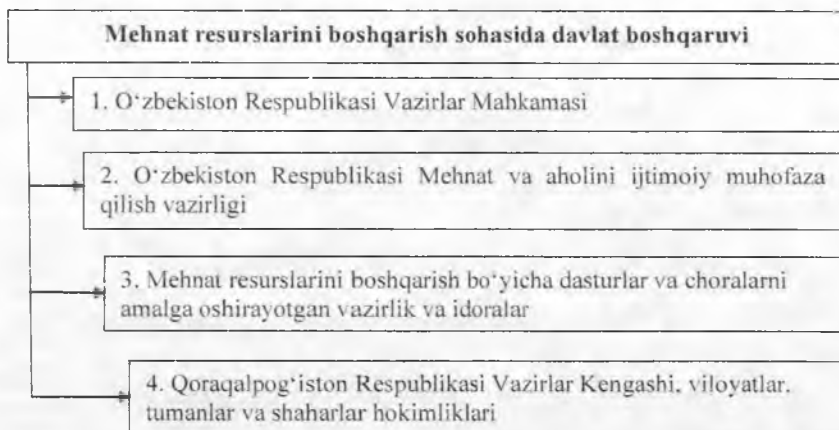 Mehnat resurslarini boshqarish sohasida davlat boshqaruvi
1. O‘zbekiston Respublikasi Vazirlar Mahkamasi
2. O‘zbekiston Respublikasi Mehnat va aholini ijtimoiy muhofaza
qilish vazirligi
3. Mehnat resurslarini boshqarish bo‘yicha dasturlar va choralarni
amalga oshirayotgan vazirlik va idoralar
4. Qoraqalpog‘iston Respublikasi Vazirlar Kengashi, viloyatlar,
tumanlar va shaharlar hokimliklari